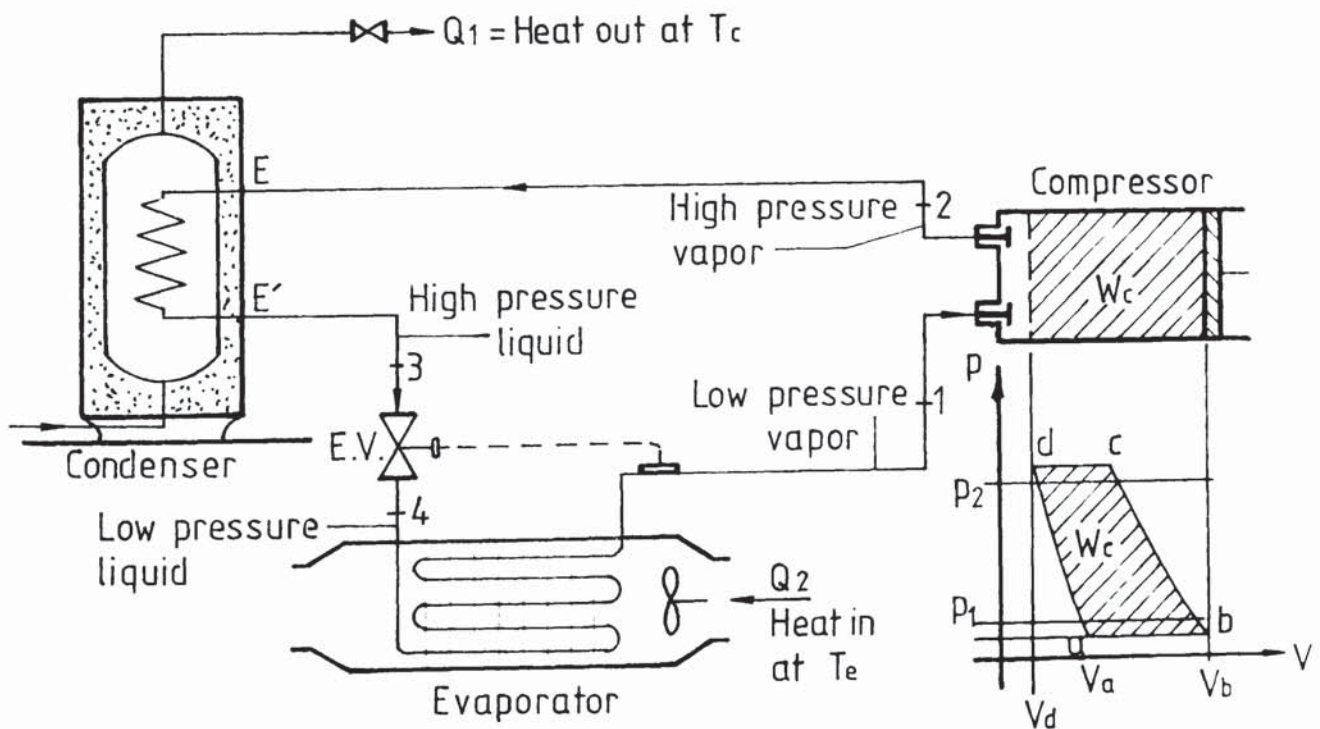 Q1 = Heat out at Tc
E
E′
Condenser
High pressure
liquid
3
E.V.
4
Low pressure
liquid
Evaporator
Q2
Heat in
at Te
High pressure
vapor
2
Low pressure
vapor
1
Compressor
Wc
P
d
c
P2
Wc
P1
b
V
Va
Vb
Vd